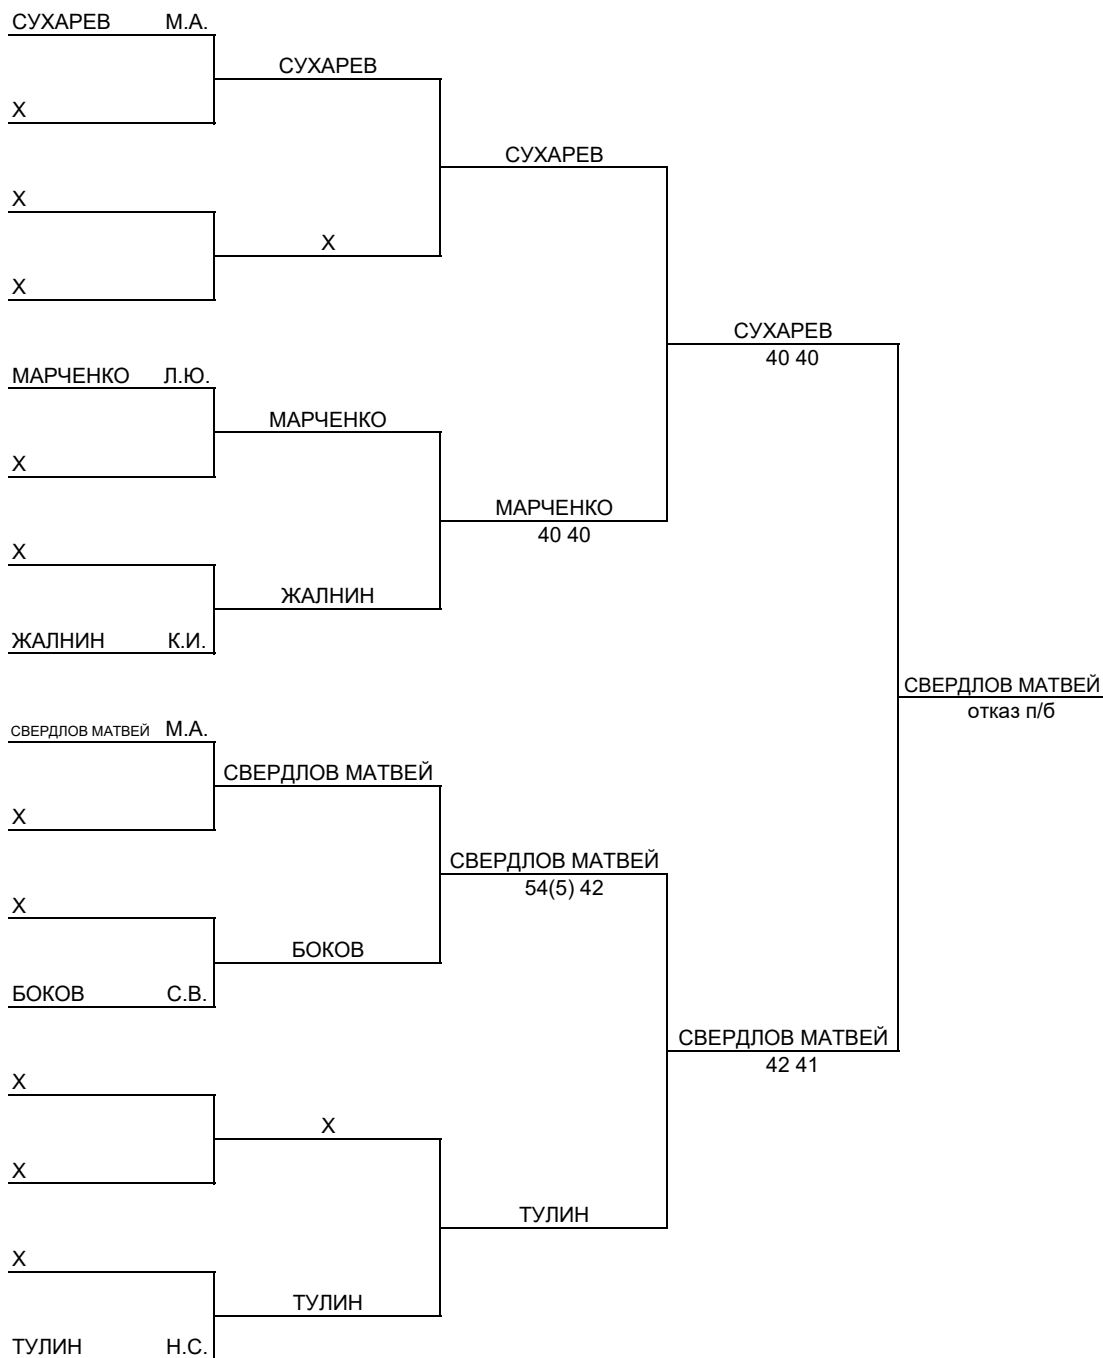 СУХАРЕВ М.А.
СУХАРЕВ
Х
СУХАРЕВ
Х
Х
Х
СУХАРЕВ
40 40
МАРЧЕНКО Л.Ю.
МАРЧЕНКО
Х
МАРЧЕНКО
40 40
Х
ЖАЛНИН
ЖАЛНИН К.И.
СВЕРДЛОВ МАТВЕЙ
отказ п/б
СВЕРДЛОВ МАТВЕЙ М.А.
СВЕРДЛОВ МАТВЕЙ
Х
СВЕРДЛОВ МАТВЕЙ
54(5) 42
Х
БОКОВ
БОКОВ С.В.
СВЕРДЛОВ МАТВЕЙ
42 41
Х
Х
Х
ТУЛИН
Х
ТУЛИН
ТУЛИН Н.С.